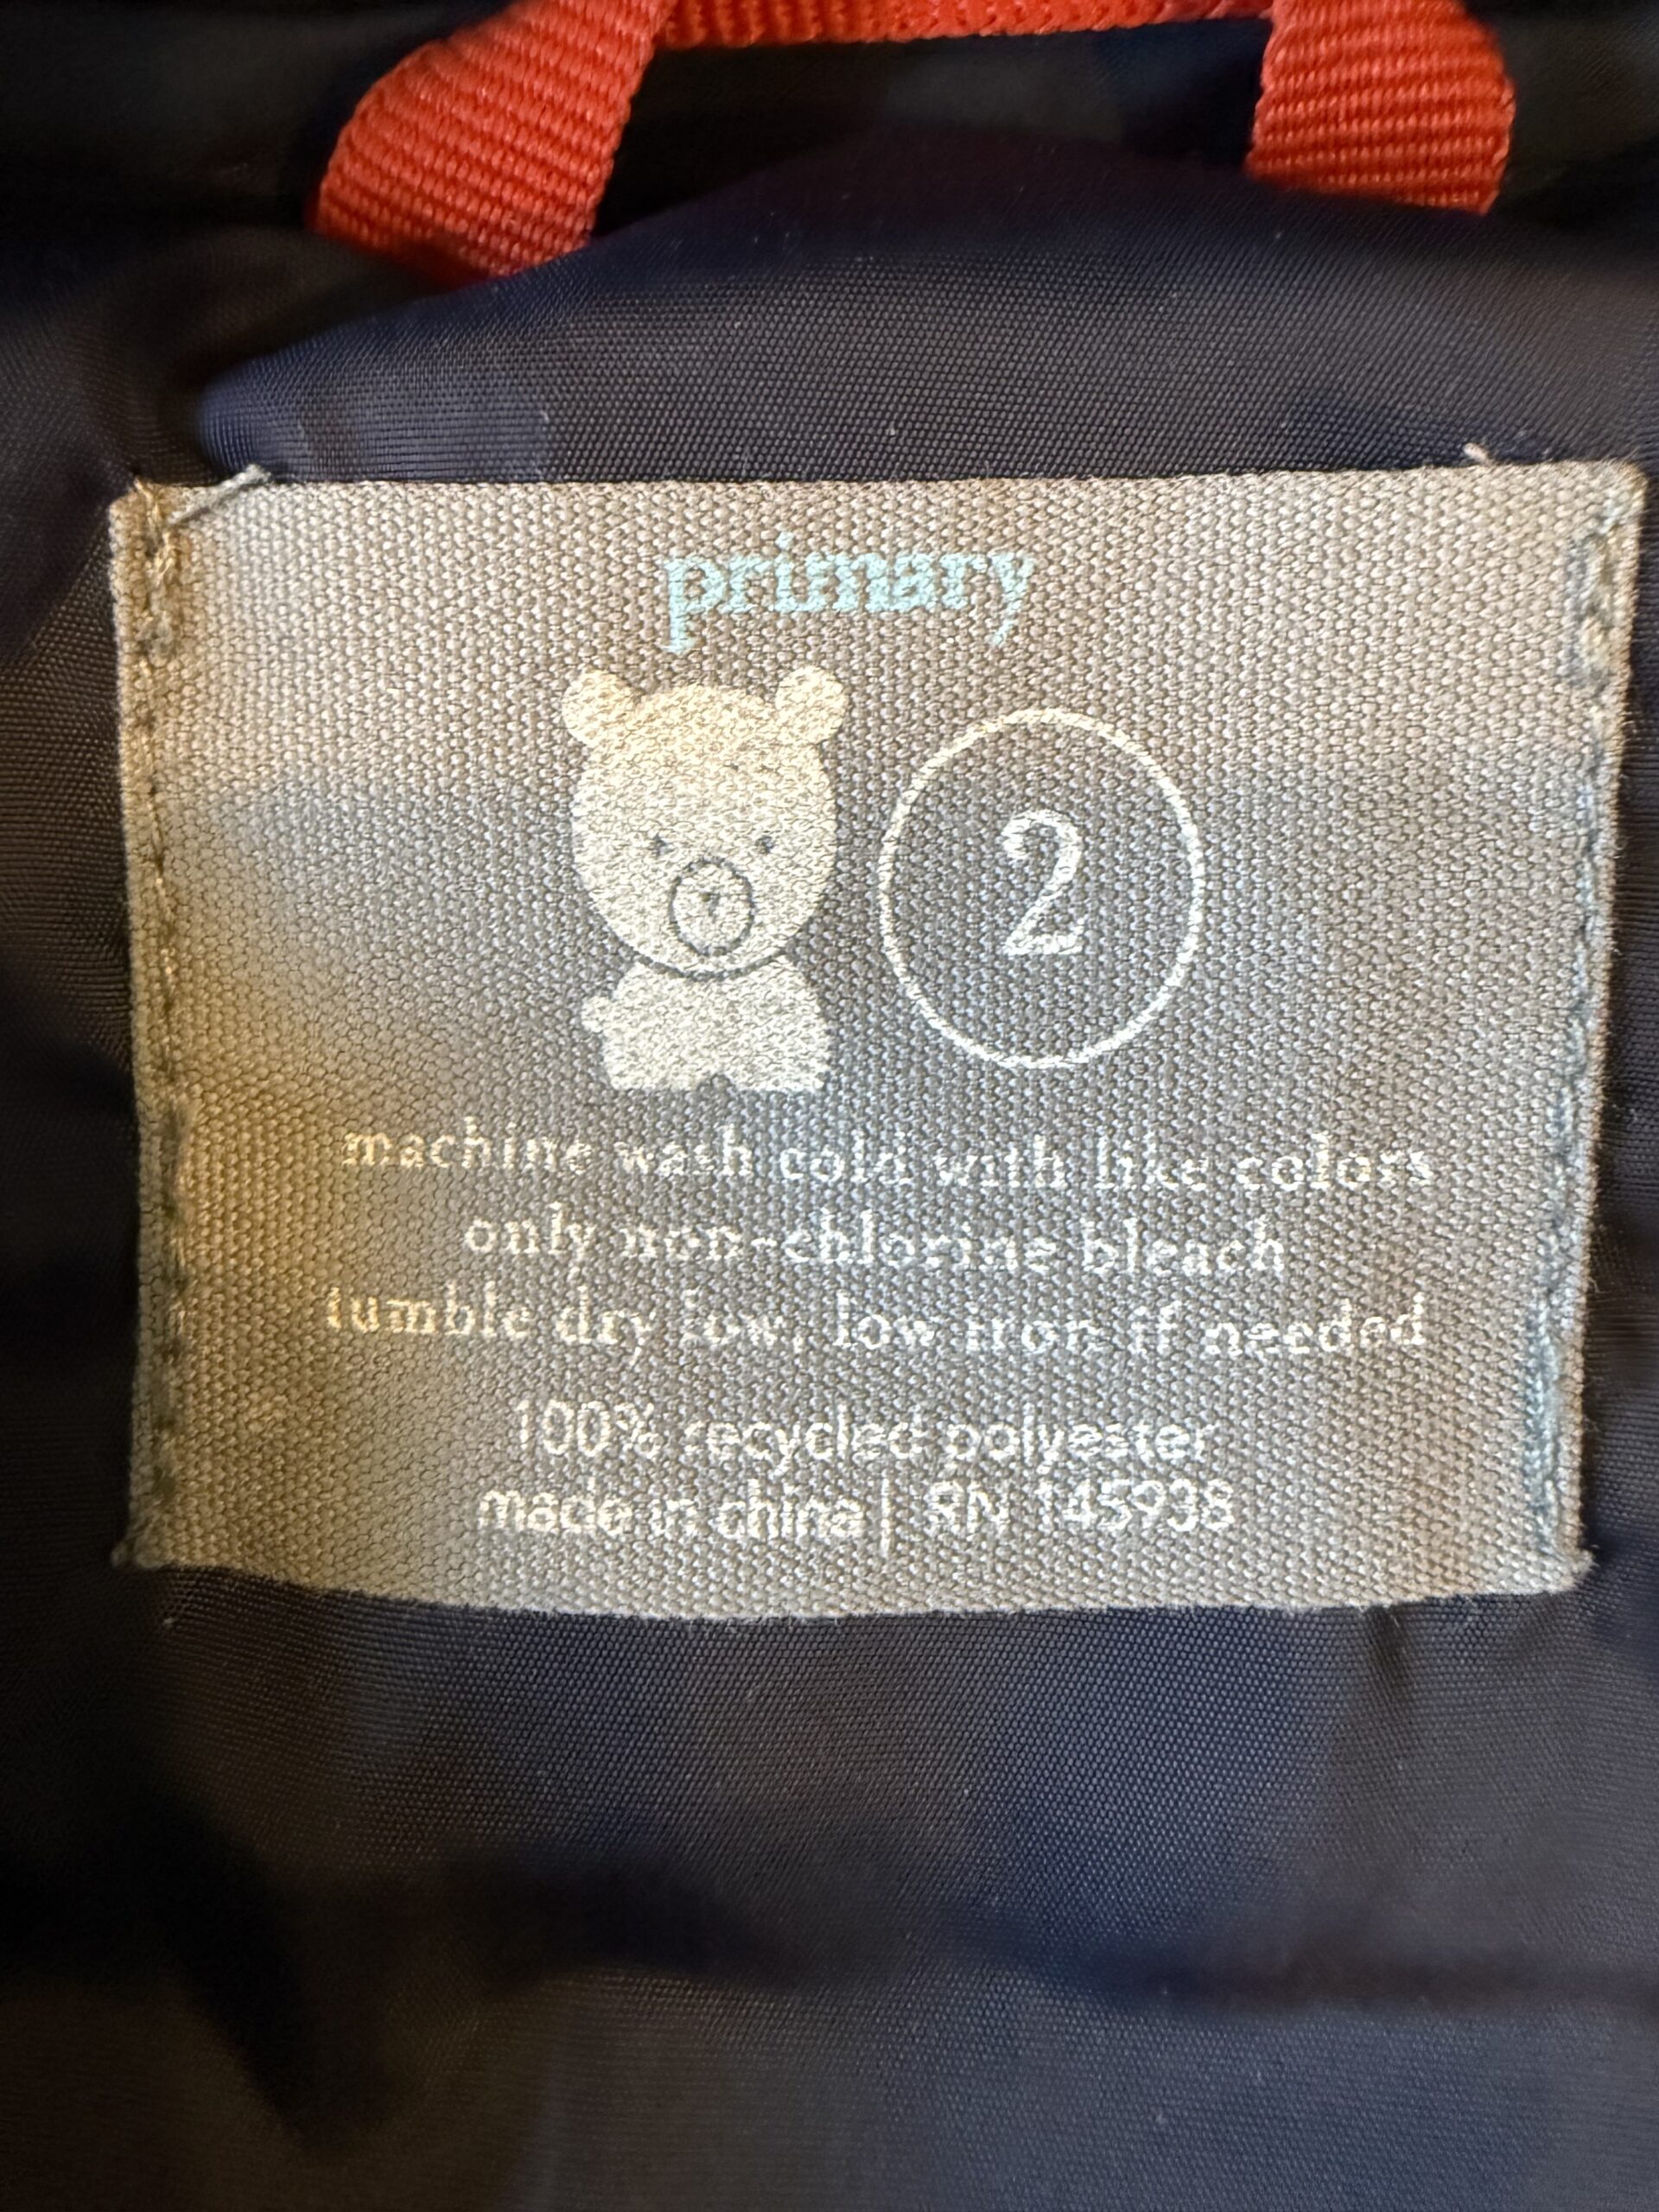 primary
2
machine wash cold with like colors
only non-chlorine bleach
tumble dry low, low iron if needed
100% recycled polyester
made in china | RN 145938